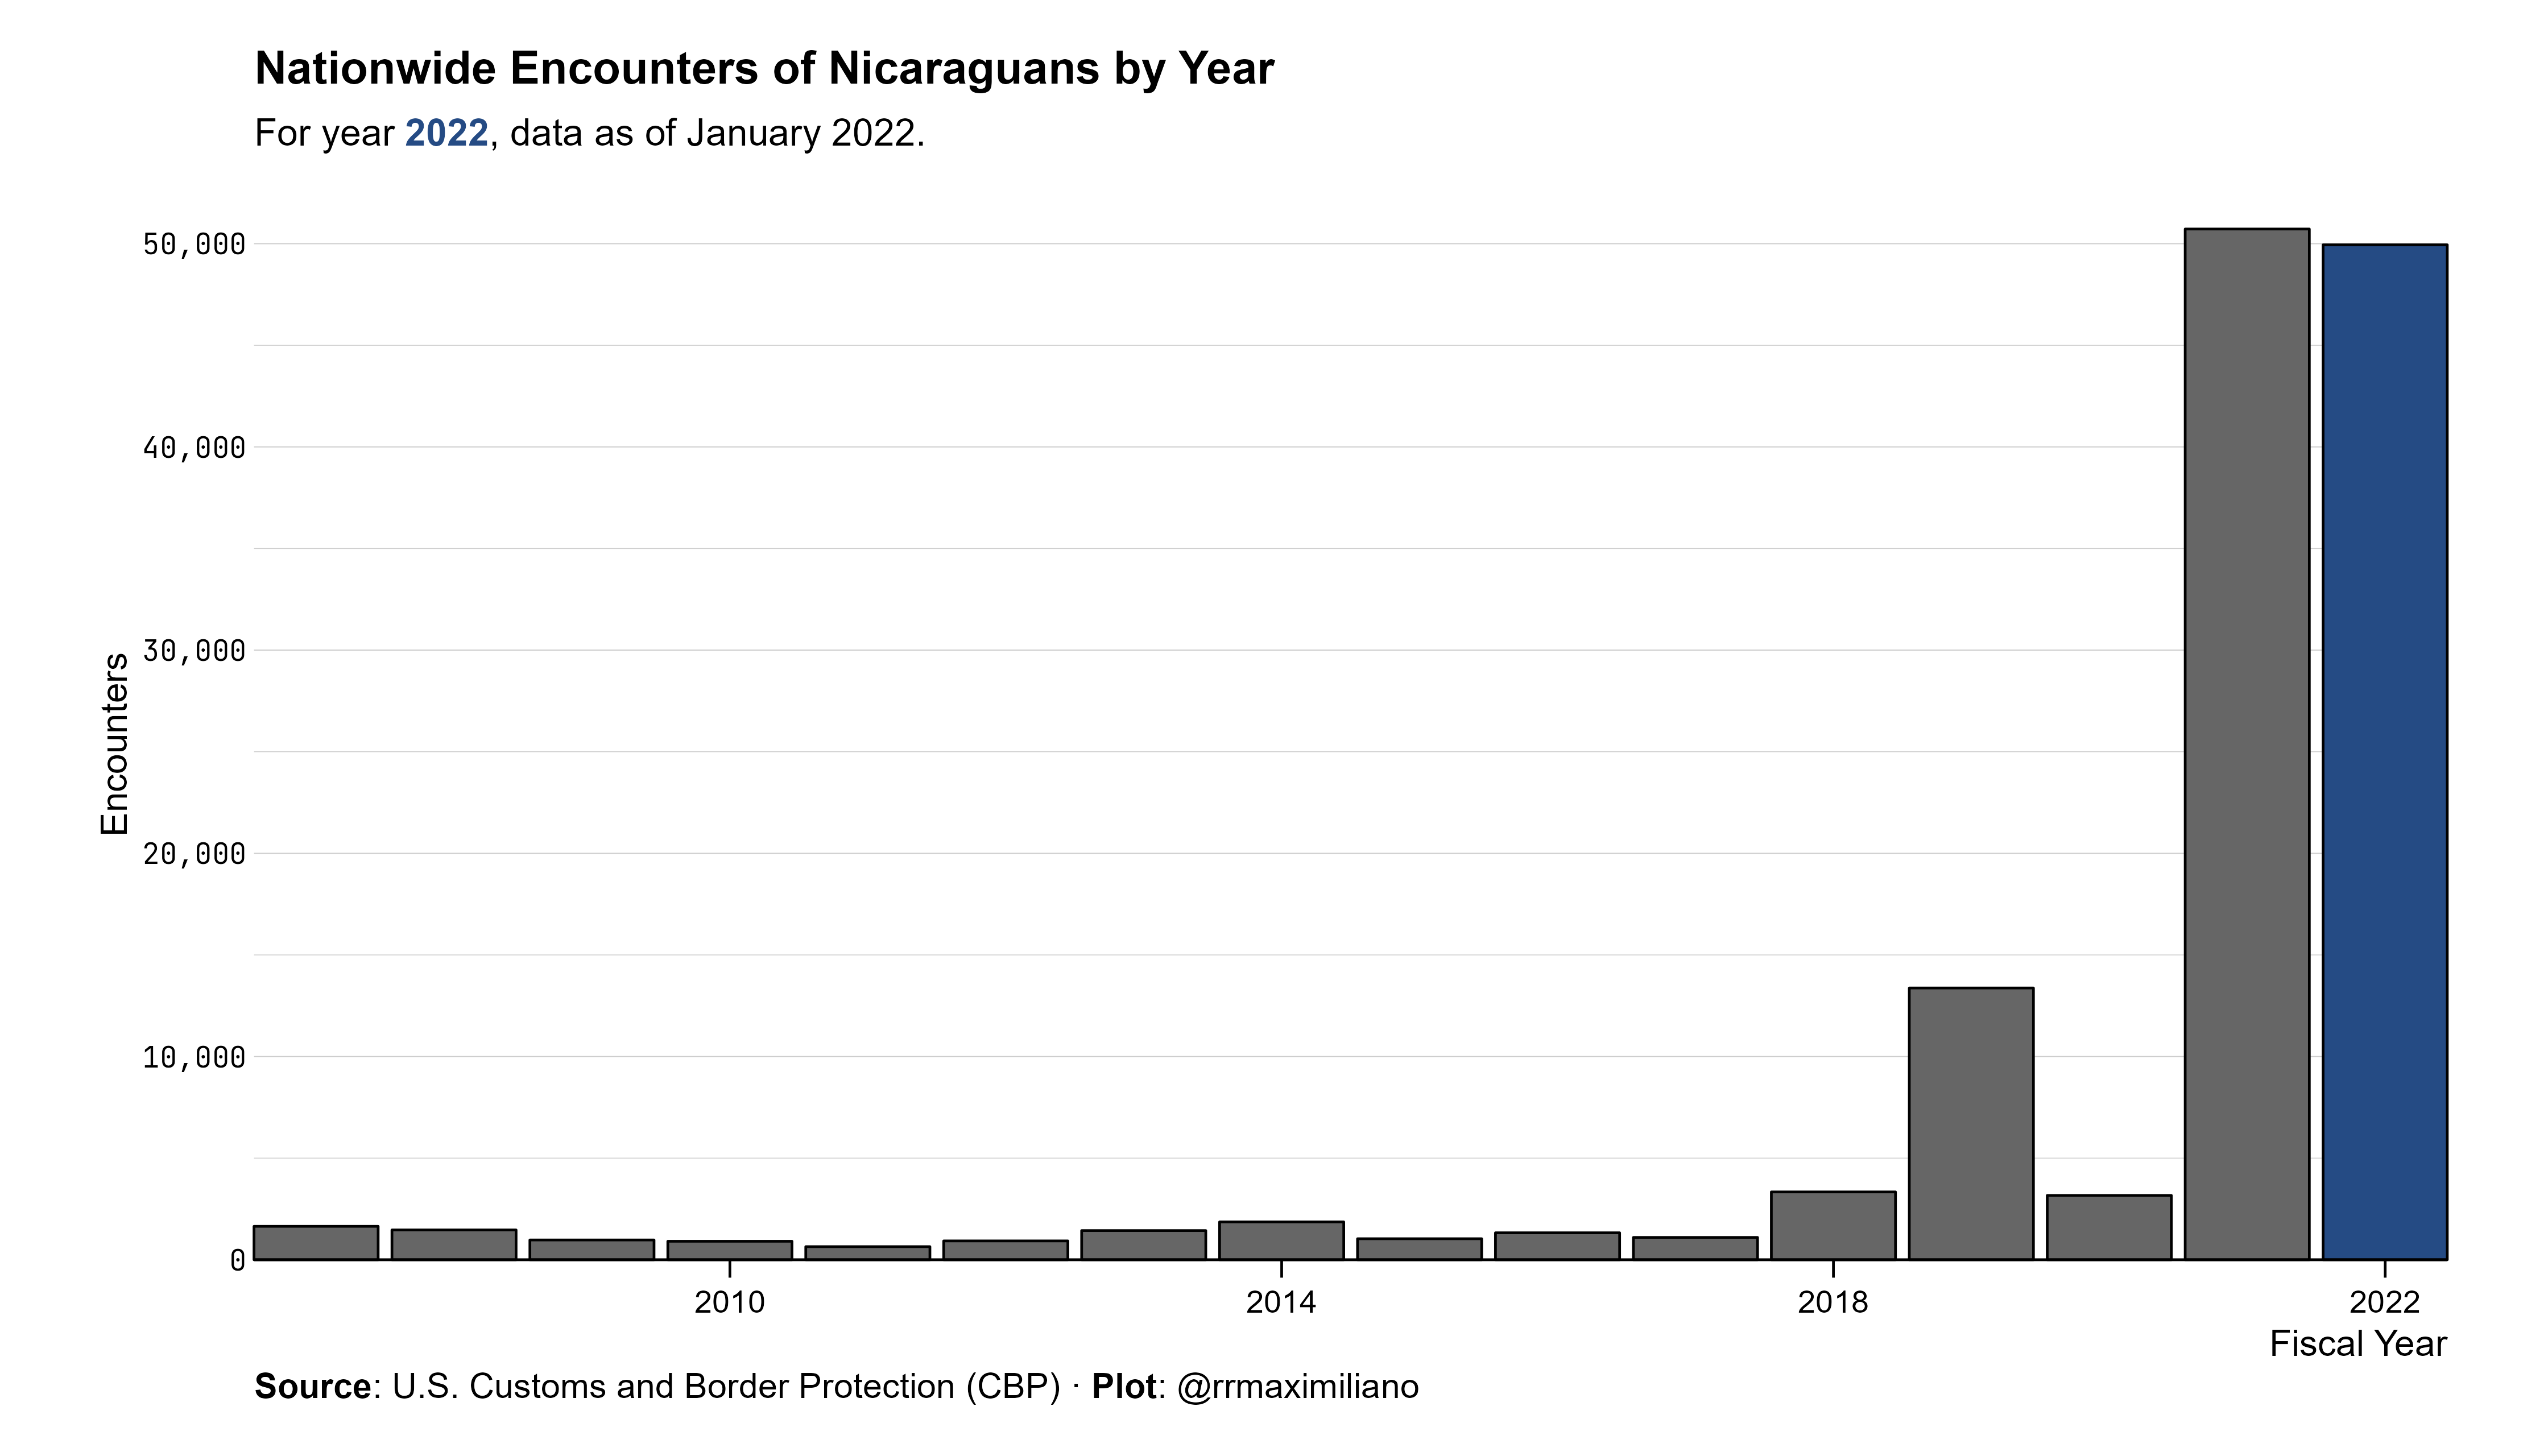 Nationwide Encounters of Nicaraguans by Year
For year 2022, data as of January 2022.
50,000
40,000
30,000
20,000
10,000
0
Encounters
2010 2014 2018 2022
Fiscal Year
Source: U.S. Customs and Border Protection (CBP) · Plot: @rrmaximiliano